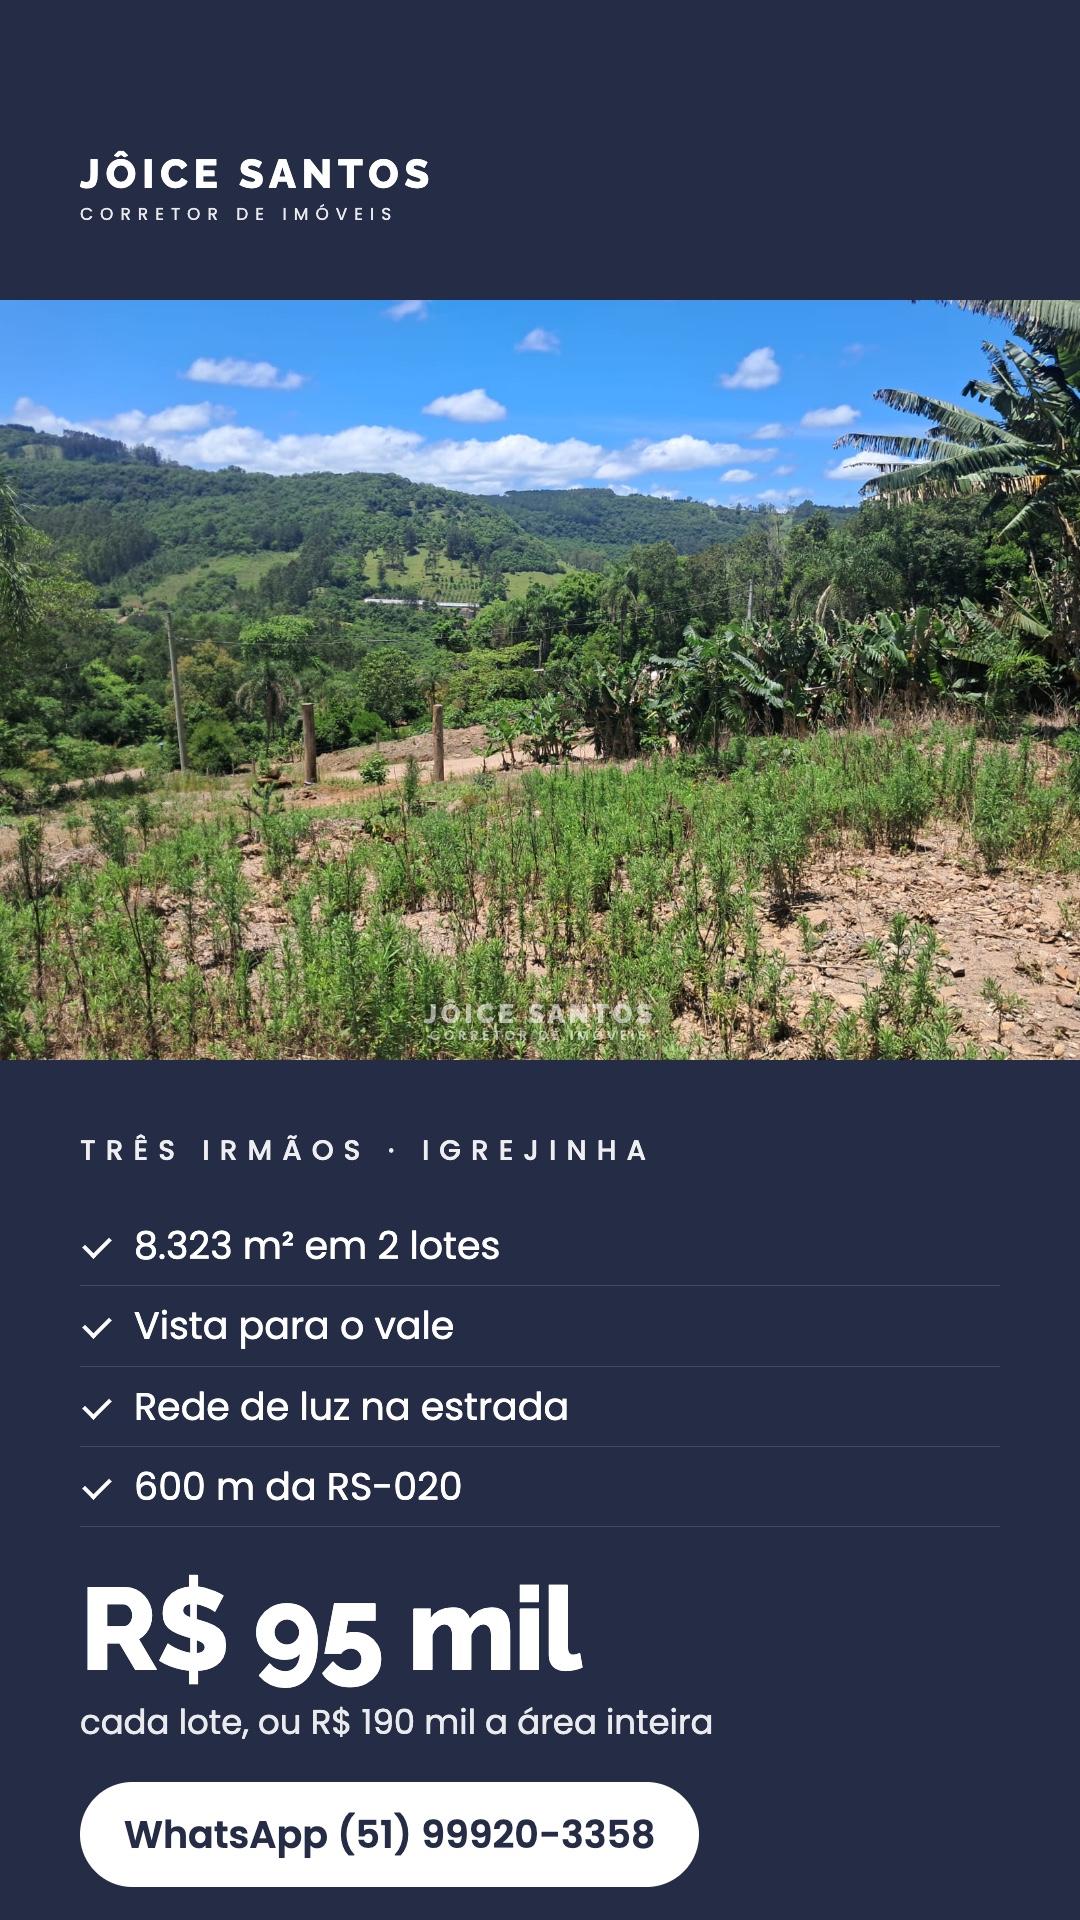 JÔICE SANTOS
CORRETOR DE IMÓVEIS
JÔICE SANTOS
CORRETOR DE IMÓVEIS
TRÊS IRMÃOS · IGREJINHA
8.323 m² em 2 lotes
Vista para o vale
Rede de luz na estrada
600 m da RS-020
R$ 95 mil
cada lote, ou R$ 190 mil a área inteira
WhatsApp (51) 99920-3358